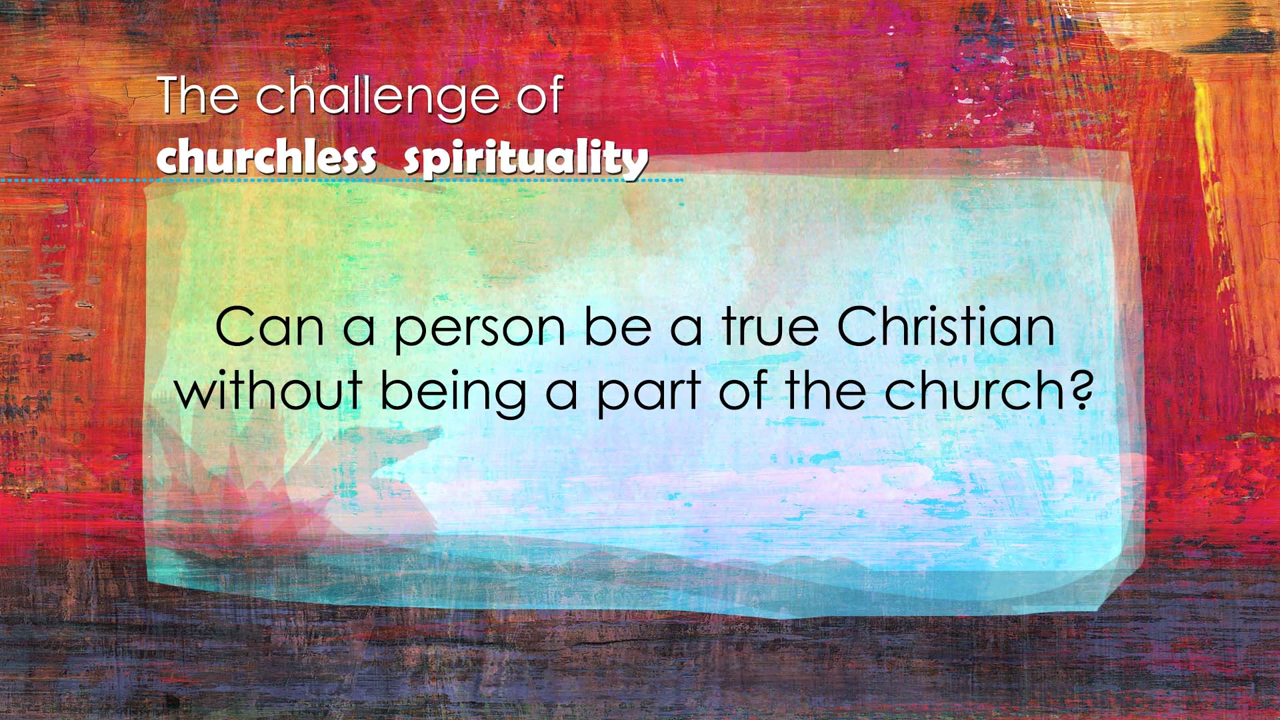 The challenge of
churchless spirituality
Can a person be a true Christian
without being a part of the church?